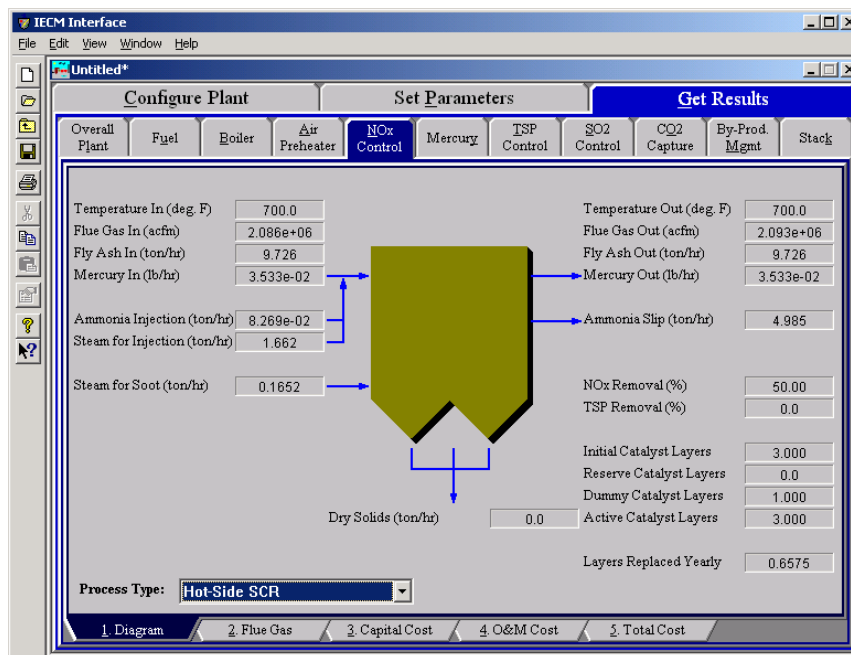 IECM Interface
File Edit View Window Help
Untitled*
Configure Plant Set Parameters Get Results
Overall Plant Fuel Boiler Air Preheater NOx Control Mercury TSP Control SO2 Control CO2 Capture By-Prod. Mgmt Stack
Temperature In (deg. F) 700.0 Temperature Out (deg. F) 700.0
Flue Gas In (acfm) 2.086e+06 Flue Gas Out (acfm) 2.093e+06
Fly Ash In (ton/hr) 9.726 Fly Ash Out (ton/hr) 9.726
Mercury In (lb/hr) 3.533e-02 Mercury Out (lb/hr) 3.533e-02
Ammonia Injection (ton/hr) 8.269e-02 Ammonia Slip (ton/hr) 4.985
Steam for Injection (ton/hr) 1.662
Steam for Soot (ton/hr) 0.1652 NOx Removal (%) 50.00
TSP Removal (%) 0.0
Initial Catalyst Layers 3.000
Reserve Catalyst Layers 0.0
Dummy Catalyst Layers 1.000
Dry Solids (ton/hr) 0.0 Active Catalyst Layers 3.000
Layers Replaced Yearly 0.6575
Process Type: Hot-Side SCR
1. Diagram 2. Flue Gas 3. Capital Cost 4. O&M Cost 5. Total Cost